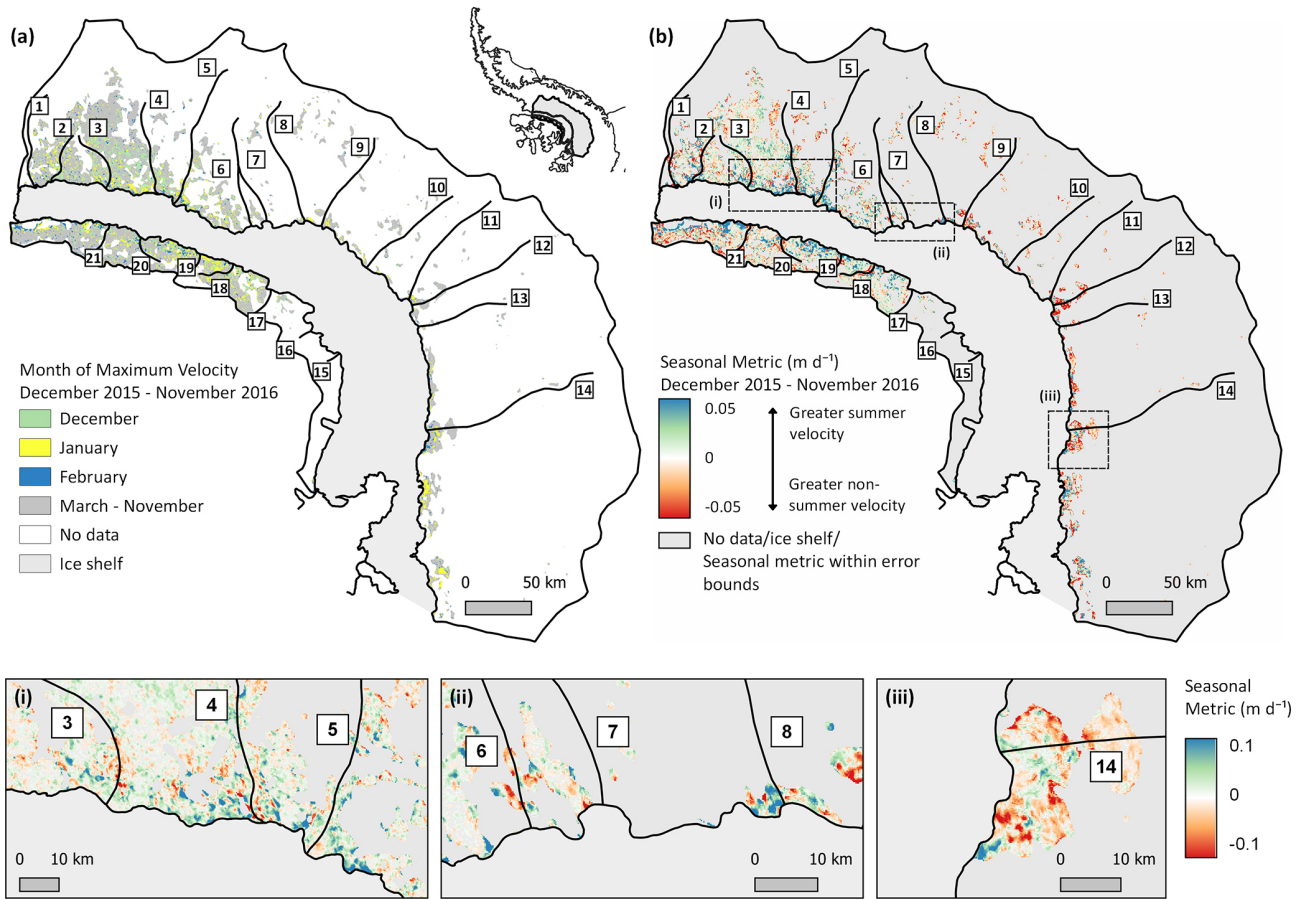 (a)
1
2
3
4
5
6
7
8
9
10
11
12
13
14
15
16
17
18
19
20
21
Month of Maximum Velocity
December 2015 - November 2016
December
January
February
March - November
No data
Ice shelf
0 50 km
(b)
1
2
3
4
5
6
7
8
9
10
11
12
13
14
15
16
17
18
19
20
21
(i)
(ii)
(iii)
Seasonal Metric (m d⁻¹)
December 2015 - November 2016
0.05
0
-0.05
Greater summer
velocity
Greater non-
summer velocity
No data/ice shelf/
Seasonal metric within error
bounds
0 50 km
(i)
3
4
5
0 10 km
(ii)
6
7
8
0 10 km
(iii)
14
0 10 km
Seasonal
Metric (m d⁻¹)
0.1
0
-0.1